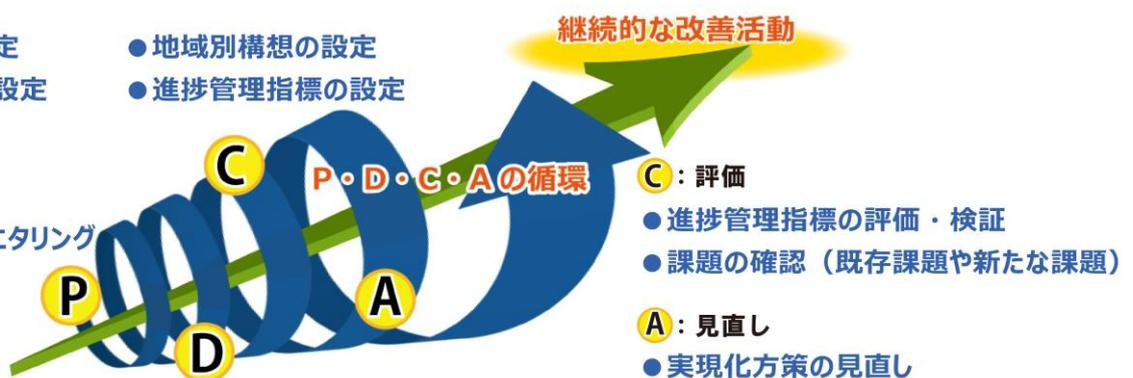 定
設定
● 地域別構想の設定
● 進捗管理指標の設定
継続的な改善活動
P・D・C・Aの循環
C
P
D
A
ニタリング
C : 評価
● 進捗管理指標の評価・検証
● 課題の確認（既存課題や新たな課題）
A : 見直し
● 実現化方策の見直し